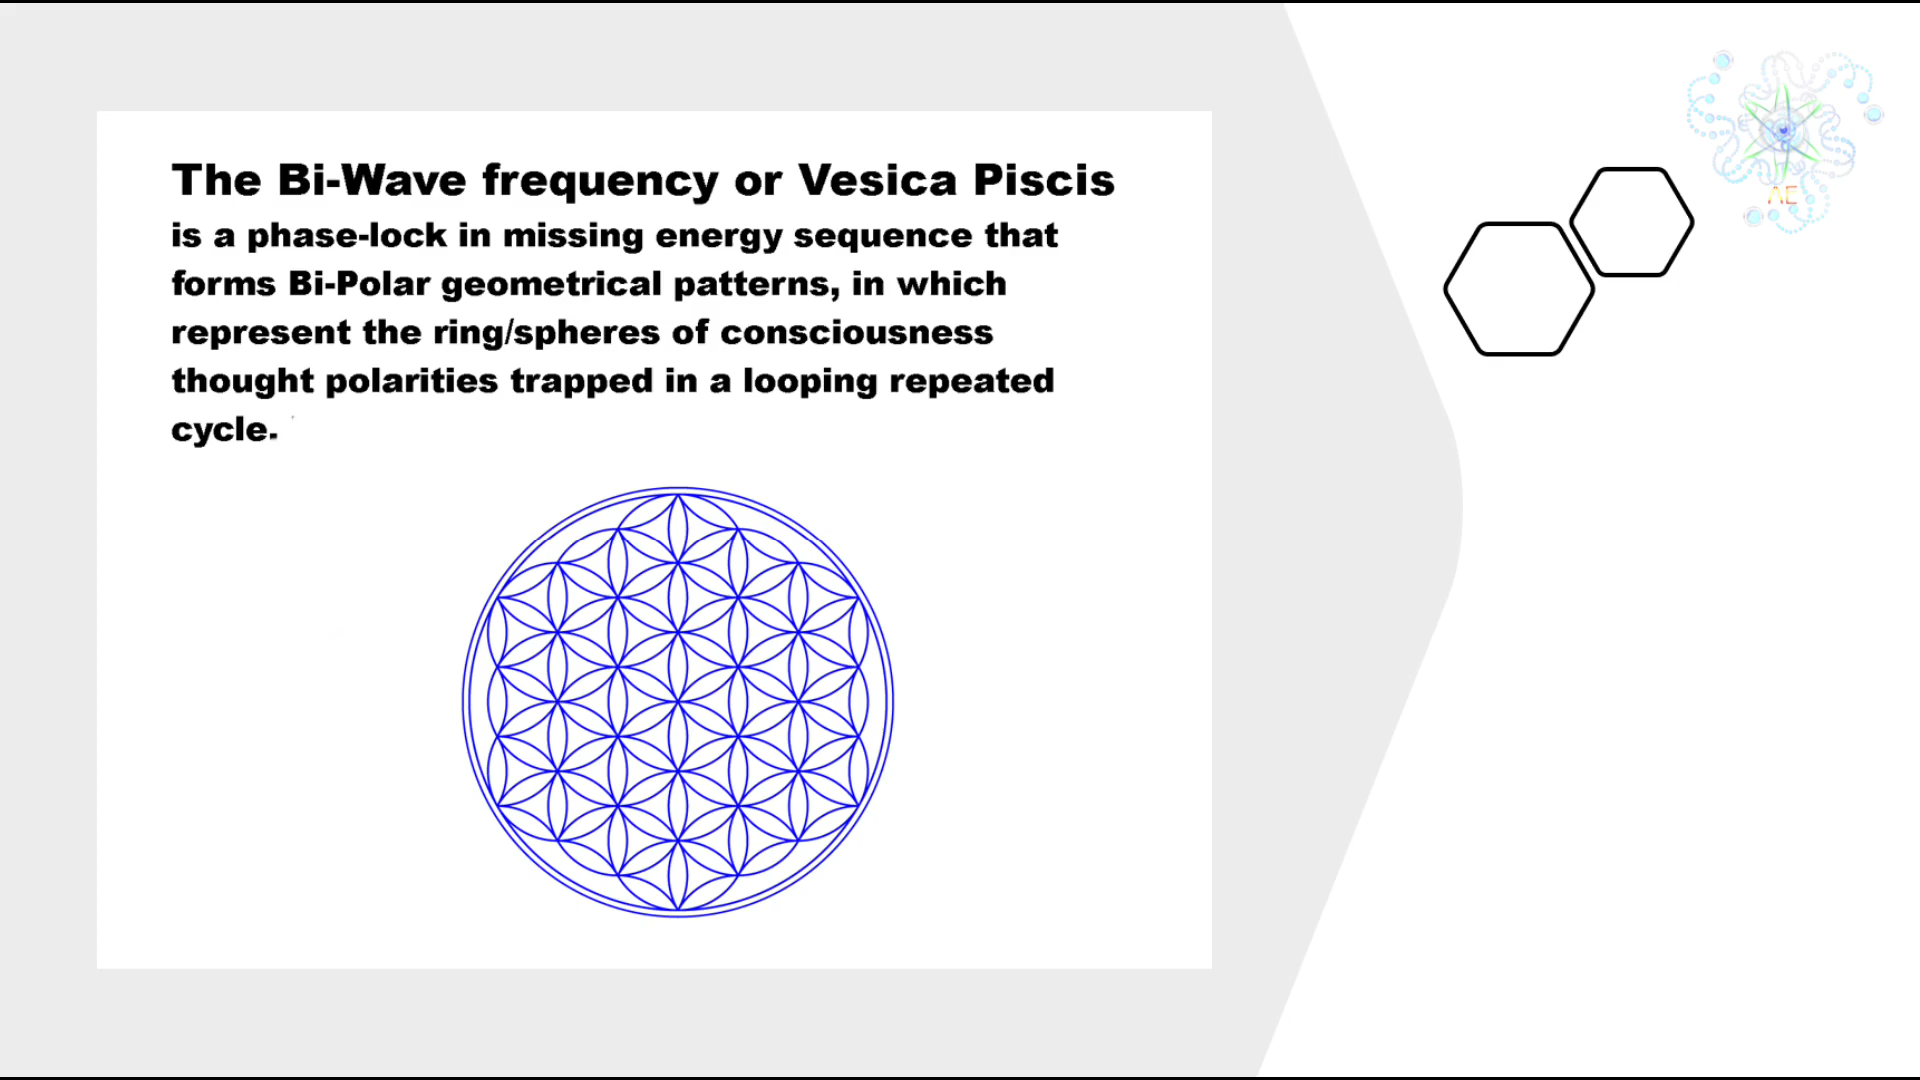 The Bi-Wave frequency or Vesica Piscis
is a phase-lock in missing energy sequence that
forms Bi-Polar geometrical patterns, in which
represent the ring/spheres of consciousness
thought polarities trapped in a looping repeated
cycle.
ΛE